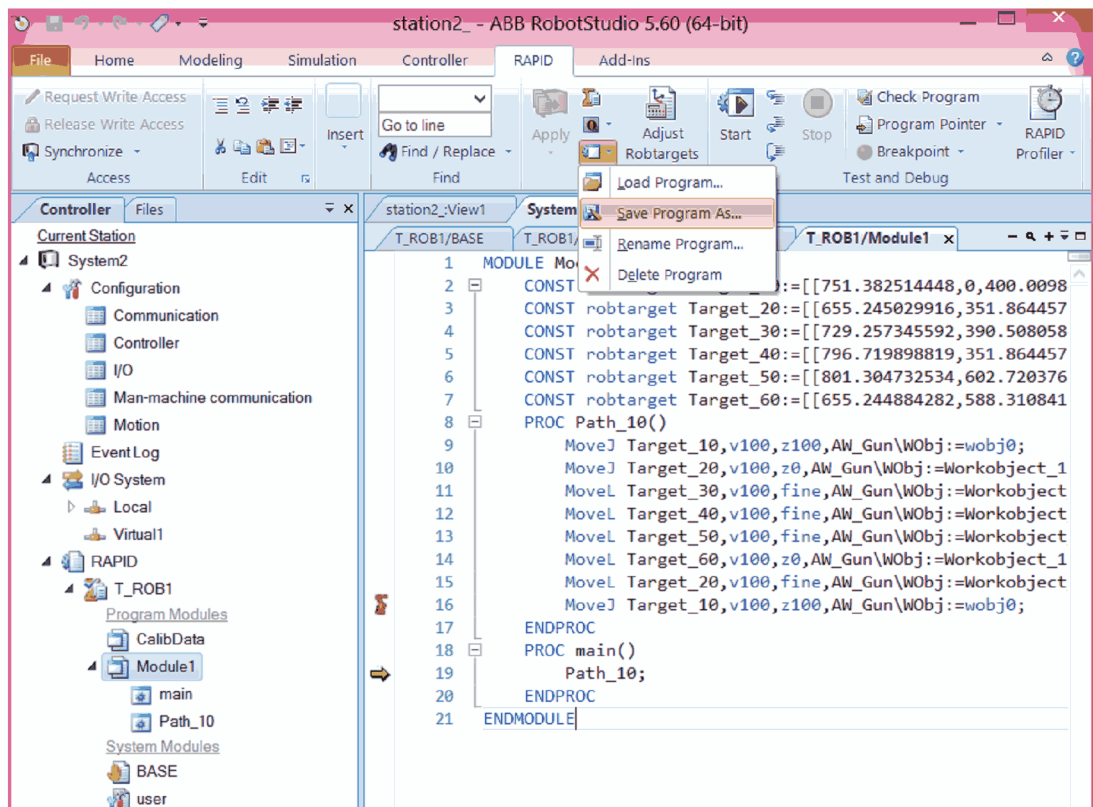 station2_ - ABB RobotStudio 5.60 (64-bit)
File Home Modeling Simulation Controller RAPID Add-Ins
Request Write Access
Release Write Access
Synchronize
Access
Edit
Insert
Go to line
Find / Replace
Find
Apply
Adjust Robtargets
Start
Stop
Check Program
Program Pointer
Breakpoint
Test and Debug
RAPID Profiler
Load Program...
Save Program As...
Rename Program...
Delete Program
Controller Files
Current Station
System2
Configuration
Communication
Controller
I/O
Man-machine communication
Motion
Event Log
I/O System
Local
Virtual1
RAPID
T_ROB1
Program Modules
CalibData
Module1
main
Path_10
System Modules
BASE
user
station2_:View1 System
T_ROB1/BASE T_ROB1/ T_ROB1/Module1 x
1 MODULE Mo
2 CONST :=[[751.382514448,0,400.0098
3 CONST robtarget Target_20:=[[655.245029916,351.864457
4 CONST robtarget Target_30:=[[729.257345592,390.508058
5 CONST robtarget Target_40:=[[796.719898819,351.864457
6 CONST robtarget Target_50:=[[801.304732534,602.720376
7 CONST robtarget Target_60:=[[655.244884282,588.310841
8 PROC Path_10()
9 MoveJ Target_10,v100,z100,AW_Gun\WObj:=wobj0;
10 MoveJ Target_20,v100,z0,AW_Gun\WObj:=Workobject_1
11 MoveL Target_30,v100,fine,AW_Gun\WObj:=Workobject
12 MoveL Target_40,v100,fine,AW_Gun\WObj:=Workobject
13 MoveL Target_50,v100,fine,AW_Gun\WObj:=Workobject
14 MoveL Target_60,v100,z0,AW_Gun\WObj:=Workobject_1
15 MoveL Target_20,v100,fine,AW_Gun\WObj:=Workobject
16 MoveJ Target_10,v100,z100,AW_Gun\WObj:=wobj0;
17 ENDPROC
18 PROC main()
19 Path_10;
20 ENDPROC
21 ENDMODULE